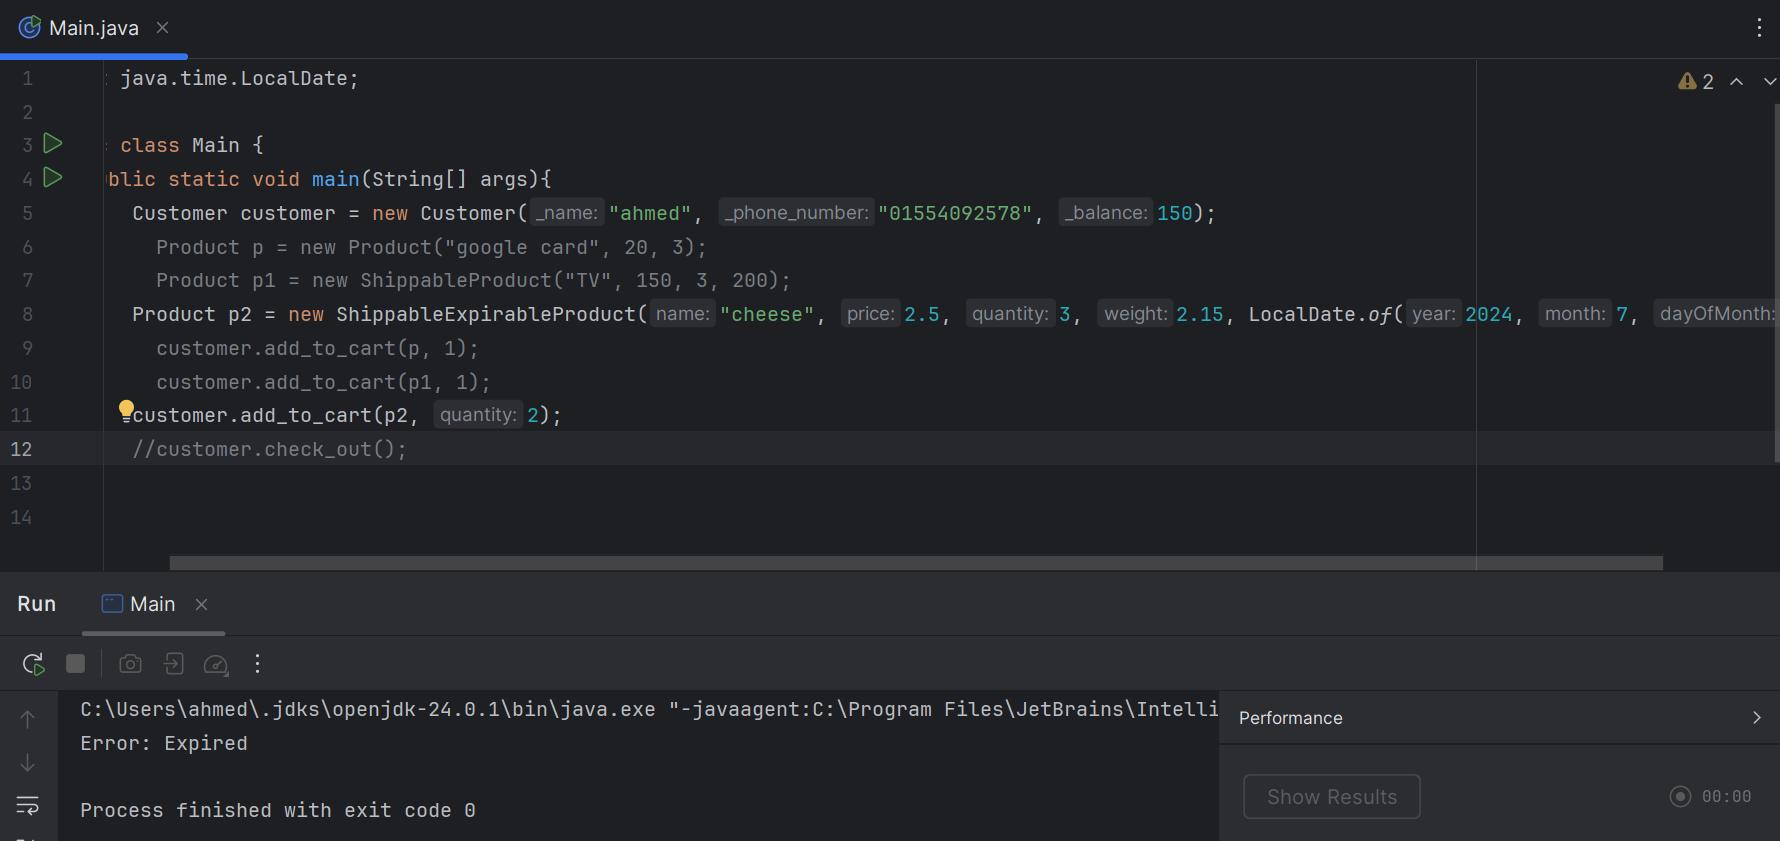 Main.java
2
1 java.time.LocalDate;
2
3 class Main {
4 blic static void main(String[] args){
5 Customer customer = new Customer( _name: "ahmed", _phone_number: "01554092578", _balance: 150);
6 Product p = new Product("google card", 20, 3);
7 Product p1 = new ShippableProduct("TV", 150, 3, 200);
8 Product p2 = new ShippableExpirableProduct( name: "cheese", price: 2.5, quantity: 3, weight: 2.15, LocalDate.of( year: 2024, month: 7, dayOfMonth:
9 customer.add_to_cart(p, 1);
10 customer.add_to_cart(p1, 1);
11 customer.add_to_cart(p2, quantity: 2);
12 //customer.check_out();
13
14
Run Main
C:\Users\ahmed\.jdks\openjdk-24.0.1\bin\java.exe "-javaagent:C:\Program Files\JetBrains\Intelli
Error: Expired
Process finished with exit code 0
Performance
Show Results 00:00